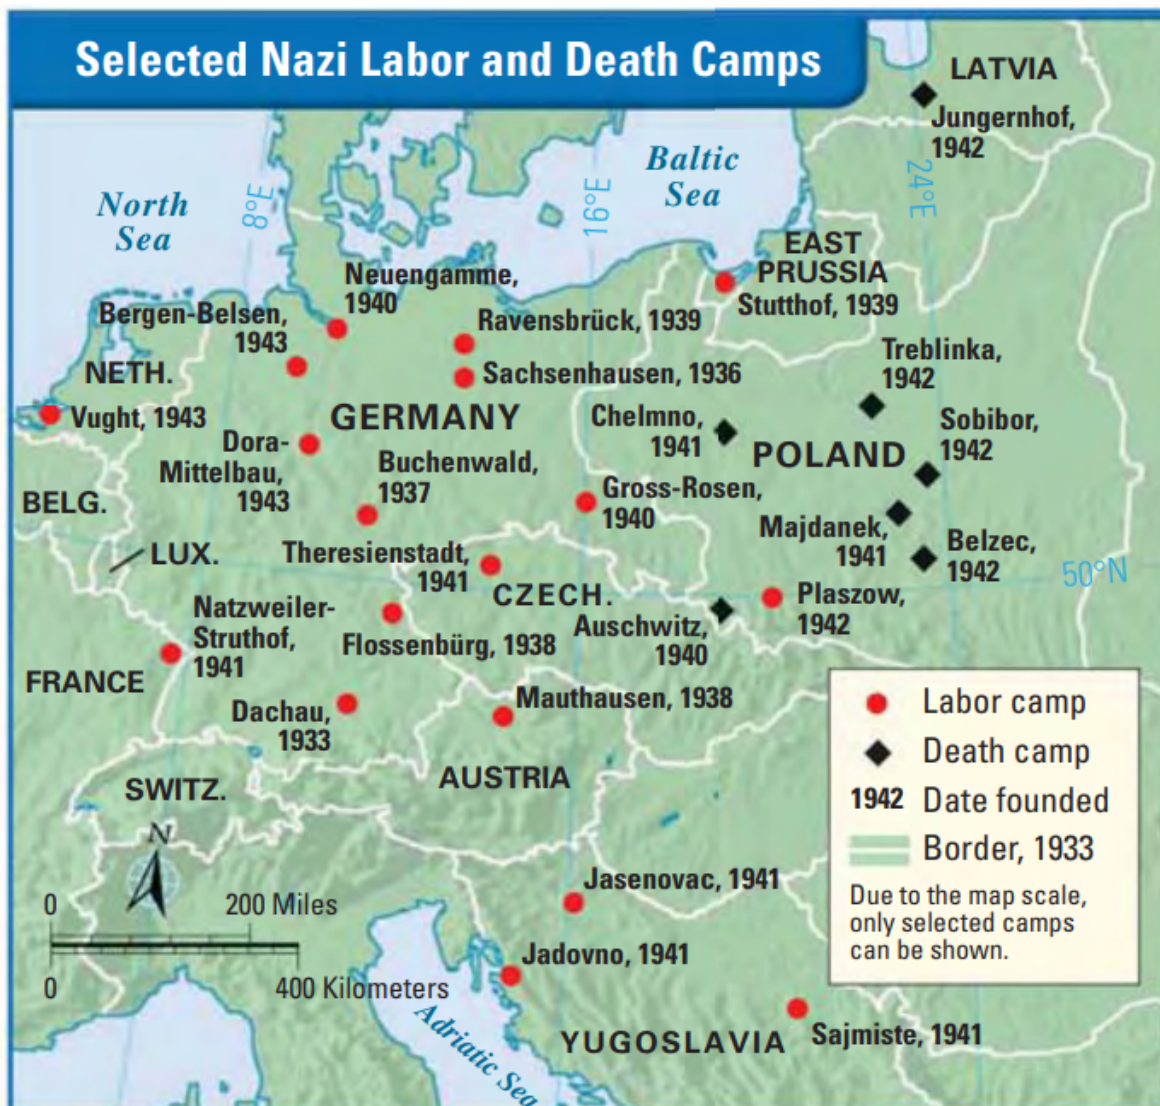 Selected Nazi Labor and Death Camps
LATVIA
Jungernhof,
1942
Baltic
Sea
North
Sea
8°E
16°E
24°E
EAST
PRUSSIA
Stutthof, 1939
Neuengamme,
1940
Bergen-Belsen,
1943
Ravensbrück, 1939
Sachsenhausen, 1936
Treblinka,
1942
NETH.
Vught, 1943
GERMANY
Chelmno,
1941
Sobibor,
1942
POLAND
Dora-
Mittelbau,
1943
Buchenwald,
1937
BELG.
Gross-Rosen,
1940
Majdanek,
1941
Belzec,
1942
LUX.
Theresienstadt,
1941
CZECH.
50°N
Plaszow,
1942
Natzweiler-
Struthof,
1941
Flossenbürg, 1938
Auschwitz,
1940
FRANCE
Dachau,
1933
Mauthausen, 1938
SWITZ.
AUSTRIA
Labor camp
Death camp
1942 Date founded
Border, 1933
Due to the map scale,
only selected camps
can be shown.
N
0 200 Miles
0 400 Kilometers
Jasenovac, 1941
Jadovno, 1941
Adriatic Sea
YUGOSLAVIA
Sajmiste, 1941